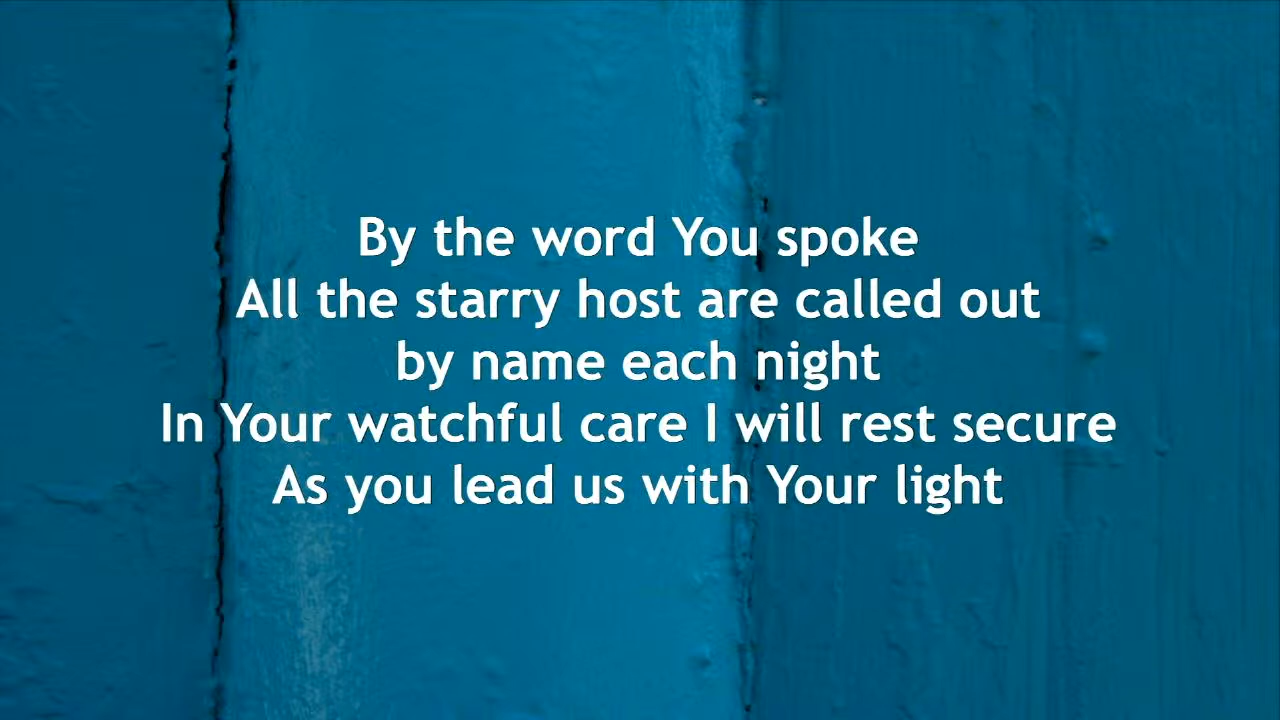 By the word You spoke
All the starry host are called out
by name each night
In Your watchful care I will rest secure
As you lead us with Your light